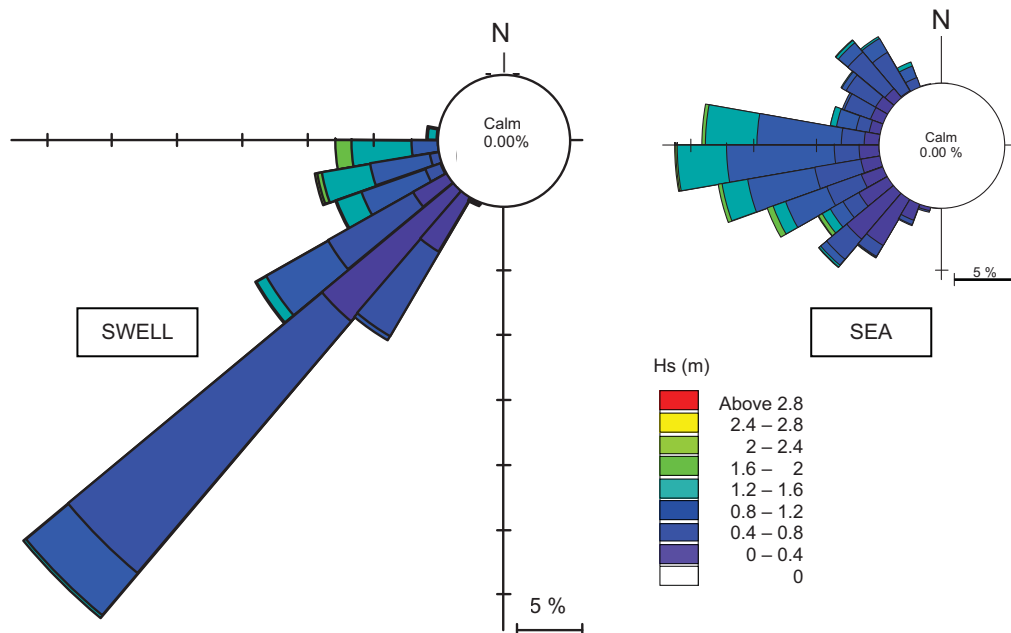 N
Calm
0.00%
SWELL
5 %
N
Calm
0.00 %
5 %
SEA
Hs (m)
Above 2.8
2.4 – 2.8
2 – 2.4
1.6 – 2
1.2 – 1.6
0.8 – 1.2
0.4 – 0.8
0 – 0.4
0